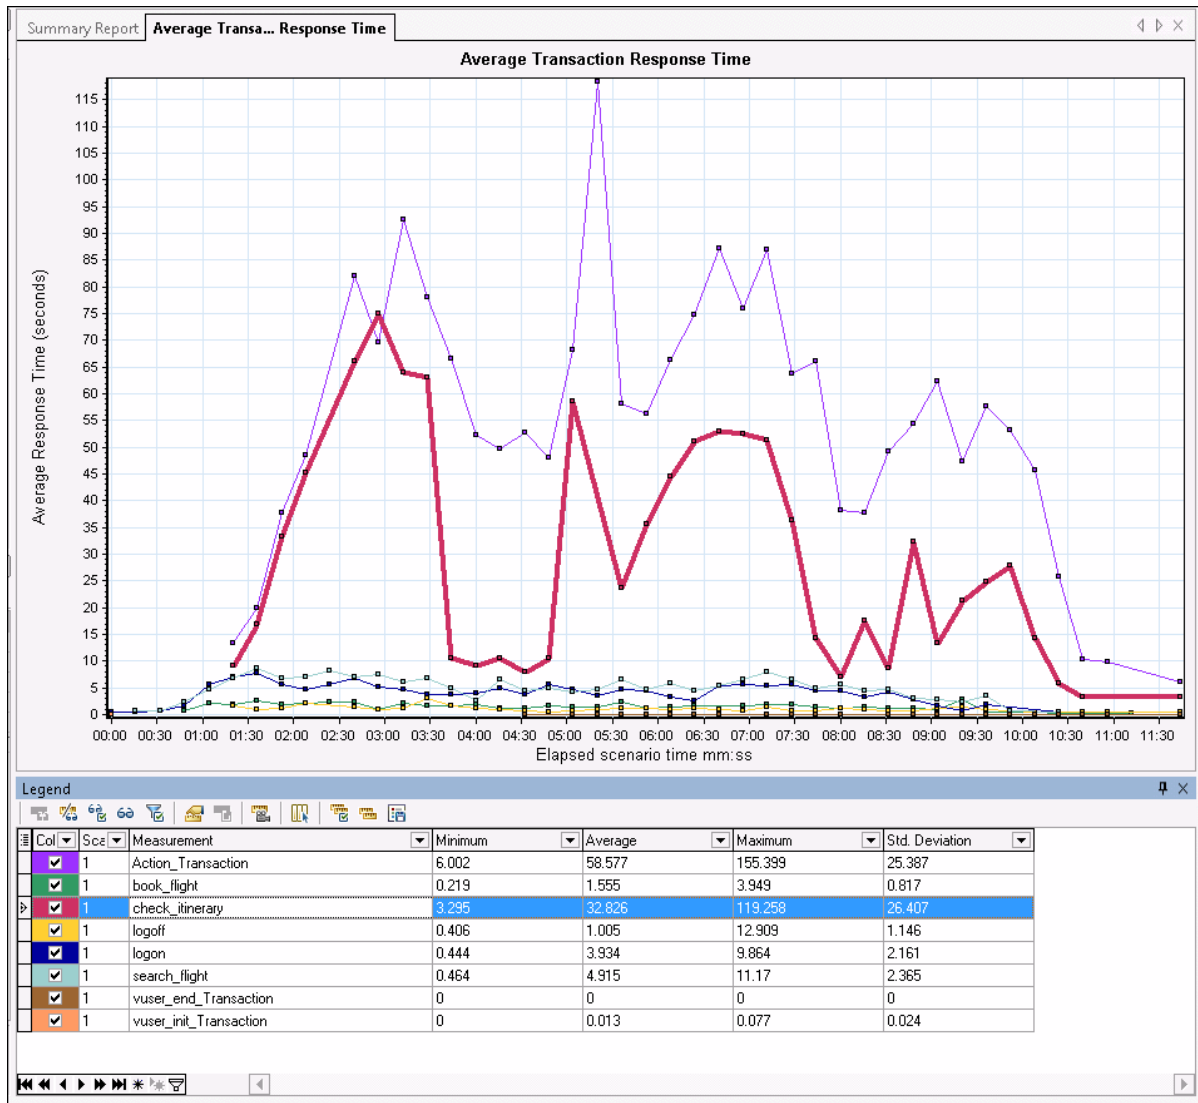 Summary Report Average Transa... Response Time
Average Transaction Response Time
115
110
105
100
95
90
85
80
75
70
65
60
55
50
45
40
35
30
25
20
15
10
5
0
Average Response Time (seconds)
00:00 00:30 01:00 01:30 02:00 02:30 03:00 03:30 04:00 04:30 05:00 05:30 06:00 06:30 07:00 07:30 08:00 08:30 09:00 09:30 10:00 10:30 11:00 11:30
Elapsed scenario time mm:ss
Legend
Col Sca Measurement Minimum Average Maximum Std. Deviation
1 Action_Transaction 6.002 58.577 155.399 25.387
1 book_flight 0.219 1.555 3.949 0.817
1 check_itinerary 3.295 32.826 119.258 26.407
1 logoff 0.406 1.005 12.909 1.146
1 logon 0.444 3.934 9.864 2.161
1 search_flight 0.464 4.915 11.17 2.365
1 vuser_end_Transaction 0 0 0 0
1 vuser_init_Transaction 0 0.013 0.077 0.024